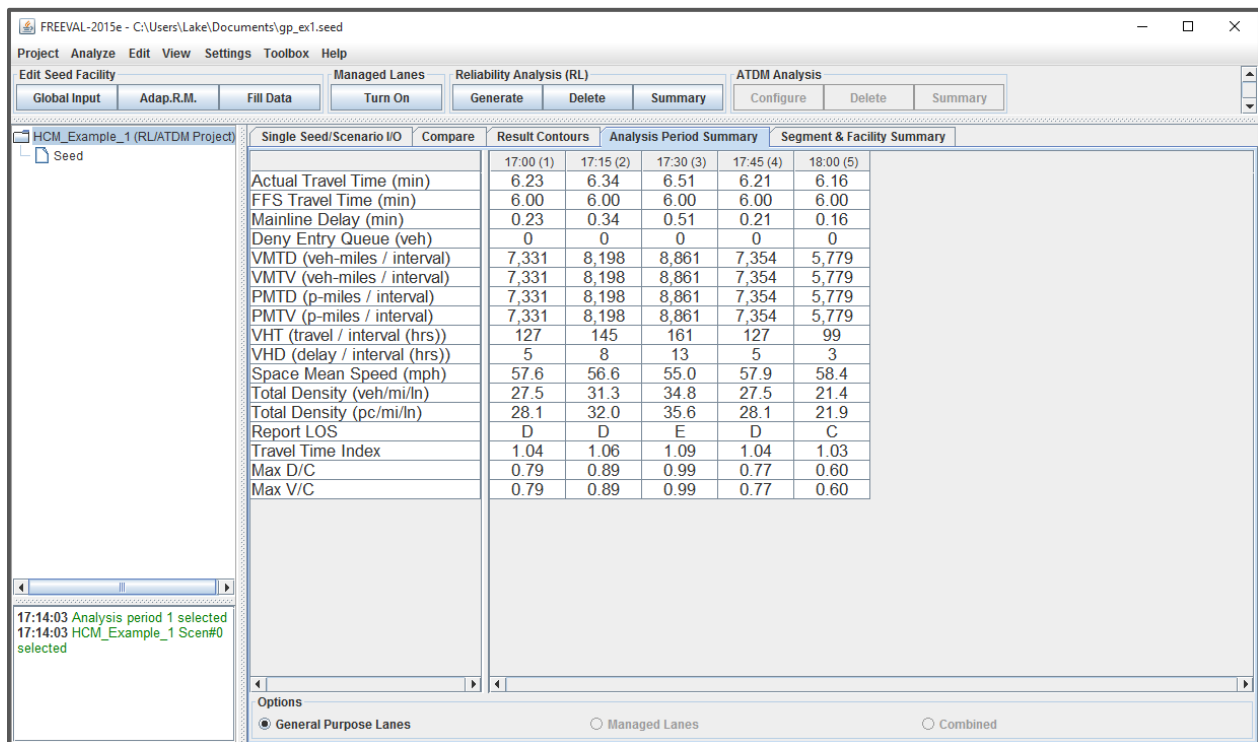 FREEVAL-2015e - C:\Users\Lake\Documents\gp_ex1.seed
Project Analyze Edit View Settings Toolbox Help
Edit Seed Facility Managed Lanes Reliability Analysis (RL) ATDM Analysis
Global Input Adap.R.M. Fill Data Turn On Generate Delete Summary Configure Delete Summary
HCM_Example_1 (RL/ATDM Project)
Seed
Single Seed/Scenario I/O Compare Result Contours Analysis Period Summary Segment & Facility Summary
17:00 (1) 17:15 (2) 17:30 (3) 17:45 (4) 18:00 (5)
Actual Travel Time (min) 6.23 6.34 6.51 6.21 6.16
FFS Travel Time (min) 6.00 6.00 6.00 6.00 6.00
Mainline Delay (min) 0.23 0.34 0.51 0.21 0.16
Deny Entry Queue (veh) 0 0 0 0 0
VMTD (veh-miles / interval) 7,331 8,198 8,861 7,354 5,779
VMTV (veh-miles / interval) 7,331 8,198 8,861 7,354 5,779
PMTD (p-miles / interval) 7,331 8,198 8,861 7,354 5,779
PMTV (p-miles / interval) 7,331 8,198 8,861 7,354 5,779
VHT (travel / interval (hrs)) 127 145 161 127 99
VHD (delay / interval (hrs)) 5 8 13 5 3
Space Mean Speed (mph) 57.6 56.6 55.0 57.9 58.4
Total Density (veh/mi/ln) 27.5 31.3 34.8 27.5 21.4
Total Density (pc/mi/ln) 28.1 32.0 35.6 28.1 21.9
Report LOS D D E D C
Travel Time Index 1.04 1.06 1.09 1.04 1.03
Max D/C 0.79 0.89 0.99 0.77 0.60
Max V/C 0.79 0.89 0.99 0.77 0.60
17:14:03 Analysis period 1 selected
17:14:03 HCM_Example_1 Scen#0
selected
Options
General Purpose Lanes Managed Lanes Combined